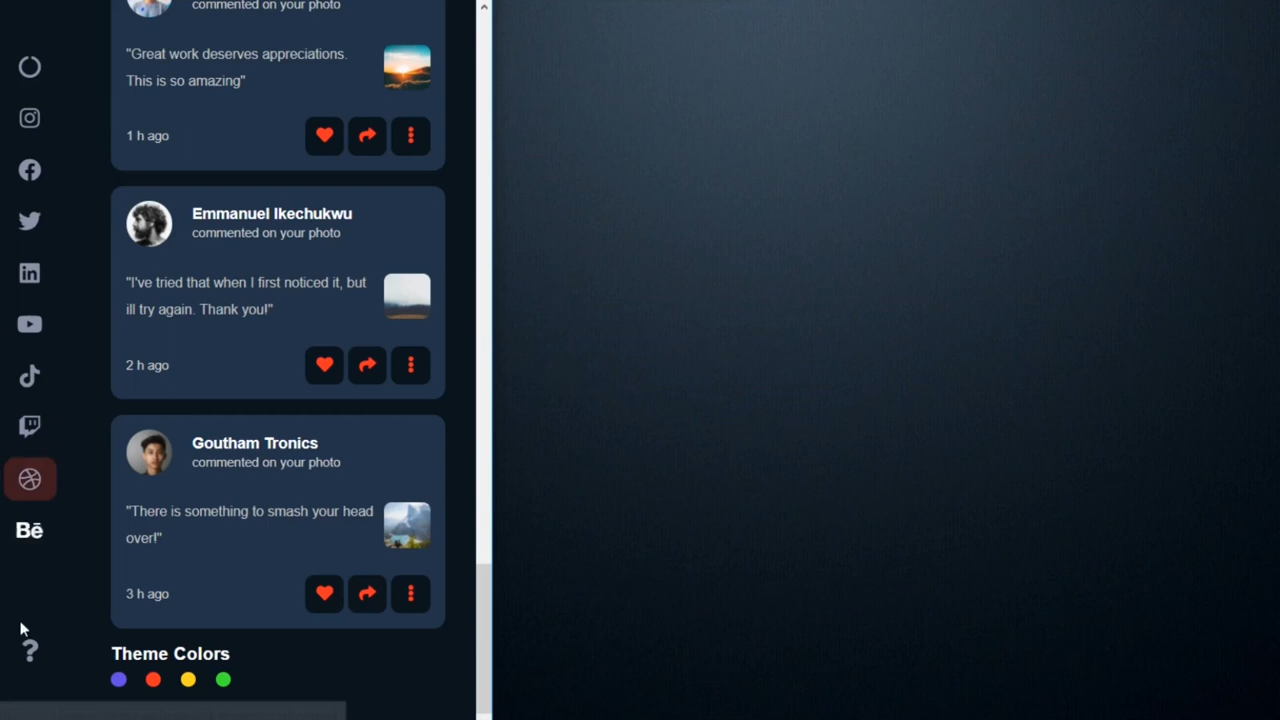 commented on your photo
"Great work deserves appreciations.
This is so amazing"
1 h ago
Emmanuel Ikechukwu
commented on your photo
"I've tried that when I first noticed it, but
ill try again. Thank you!"
2 h ago
Goutham Tronics
commented on your photo
"There is something to smash your head
over!"
3 h ago
Bē
?
Theme Colors